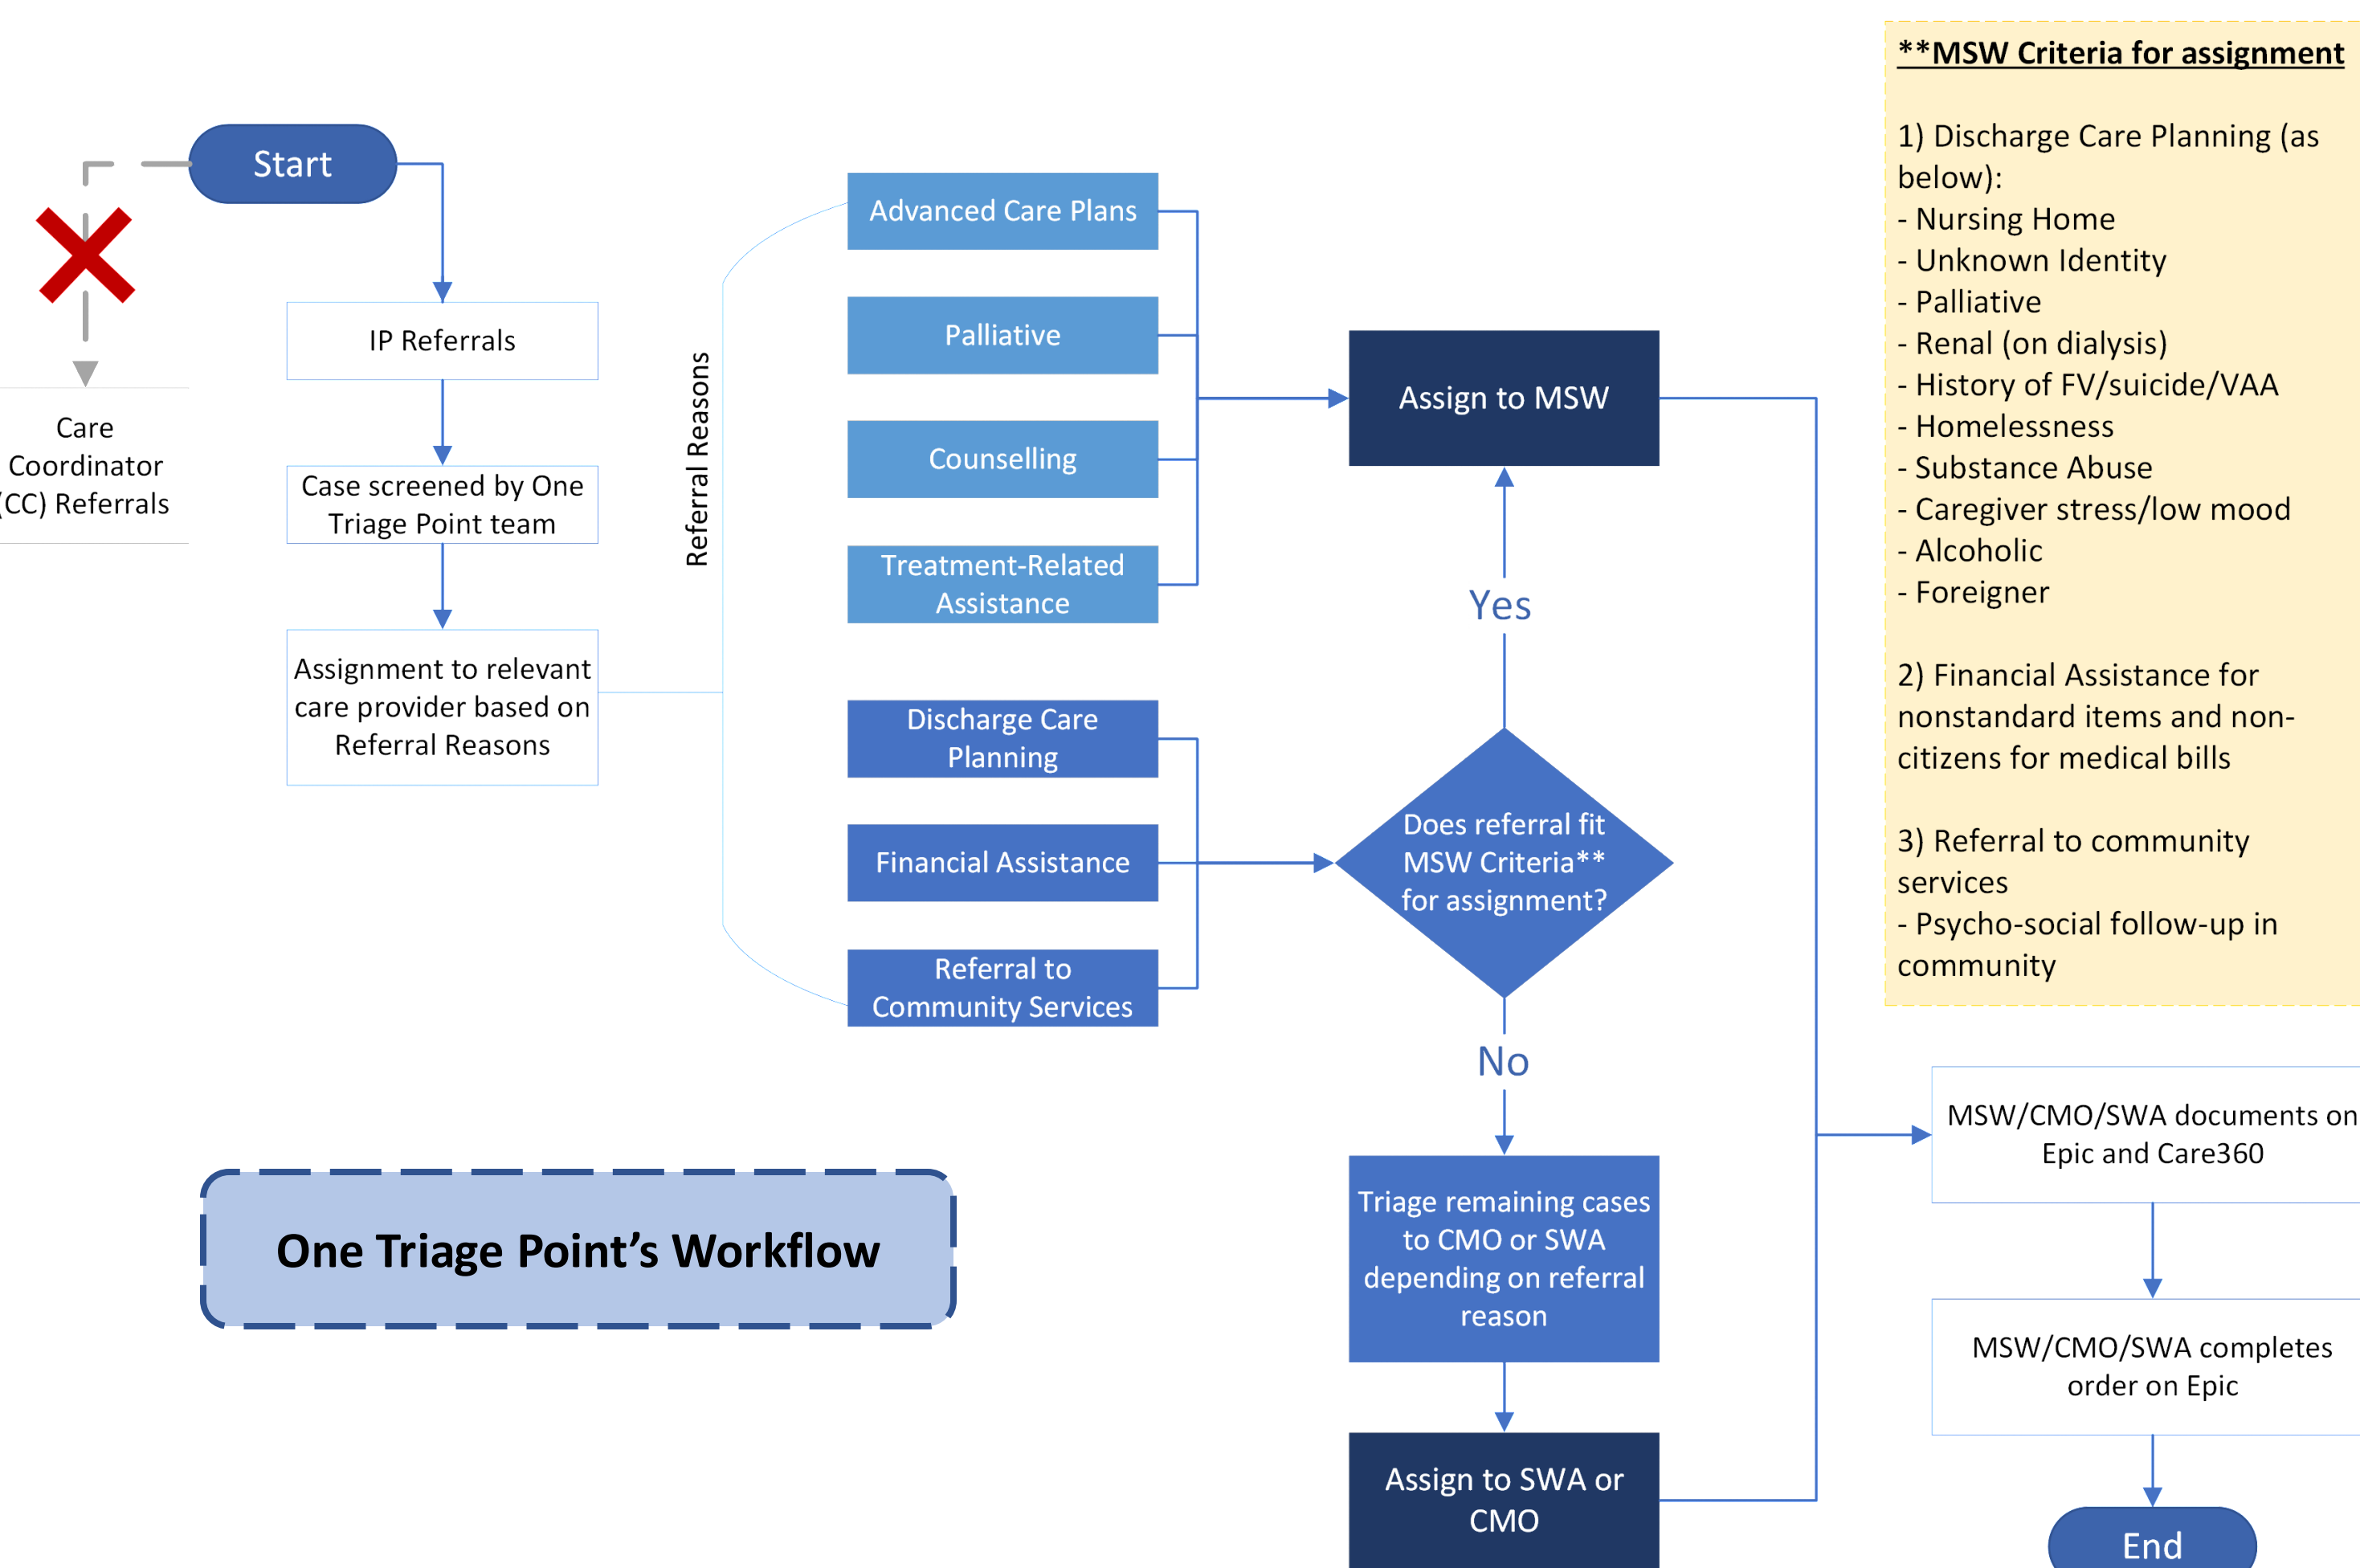 Start
Care
Coordinator
(CC) Referrals
IP Referrals
Case screened by One
Triage Point team
Assignment to relevant
care provider based on
Referral Reasons
Referral Reasons
Advanced Care Plans
Palliative
Counselling
Treatment-Related
Assistance
Discharge Care
Planning
Financial Assistance
Referral to
Community Services
Assign to MSW
Yes
Does referral fit
MSW Criteria**
for assignment?
No
Triage remaining cases
to CMO or SWA
depending on referral
reason
Assign to SWA or
CMO
**MSW Criteria for assignment
1) Discharge Care Planning (as
below):
- Nursing Home
- Unknown Identity
- Palliative
- Renal (on dialysis)
- History of FV/suicide/VAA
- Homelessness
- Substance Abuse
- Caregiver stress/low mood
- Alcoholic
- Foreigner
2) Financial Assistance for
nonstandard items and non-
citizens for medical bills
3) Referral to community
services
- Psycho-social follow-up in
community
MSW/CMO/SWA documents on
Epic and Care360
MSW/CMO/SWA completes
order on Epic
End
One Triage Point’s Workflow